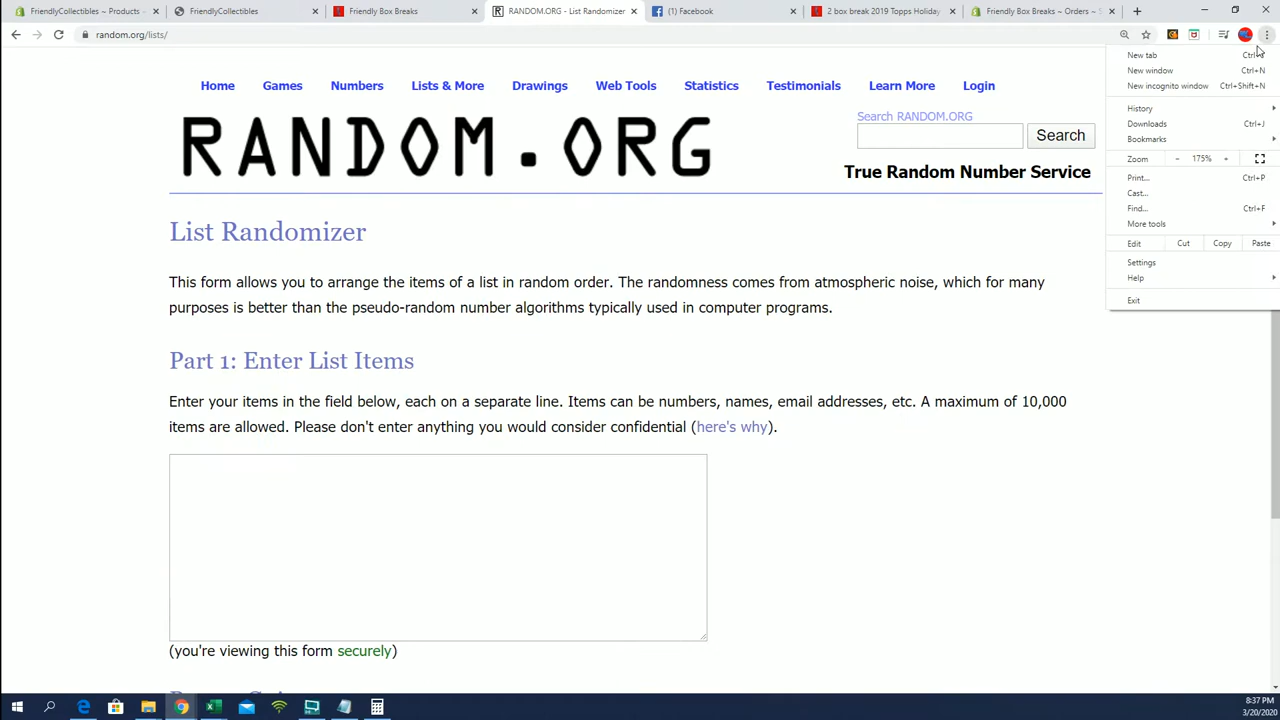 FriendlyCollectibles ~ Products ~
FriendlyCollectibles
Friendly Box Breaks
RANDOM.ORG - List Randomizer
(1) Facebook
2 box break 2019 Topps Holiday
Friendly Box Breaks ~ Orders ~ S
random.org/lists/
New tab
New window Ctrl+N
New incognito window Ctrl+Shift+N
History
Downloads Ctrl+J
Bookmarks
Zoom - 175% +
Print... Ctrl+P
Cast...
Find... Ctrl+F
More tools
Edit Cut Copy Paste
Settings
Help
Exit
Home Games Numbers Lists & More Drawings Web Tools Statistics Testimonials Learn More Login
Search RANDOM.ORG
Search
RANDOM.ORG
True Random Number Service
List Randomizer
This form allows you to arrange the items of a list in random order. The randomness comes from atmospheric noise, which for many
purposes is better than the pseudo-random number algorithms typically used in computer programs.
Part 1: Enter List Items
Enter your items in the field below, each on a separate line. Items can be numbers, names, email addresses, etc. A maximum of 10,000
items are allowed. Please don't enter anything you would consider confidential (here's why).
(you're viewing this form securely)
8:37 PM
3/20/2020